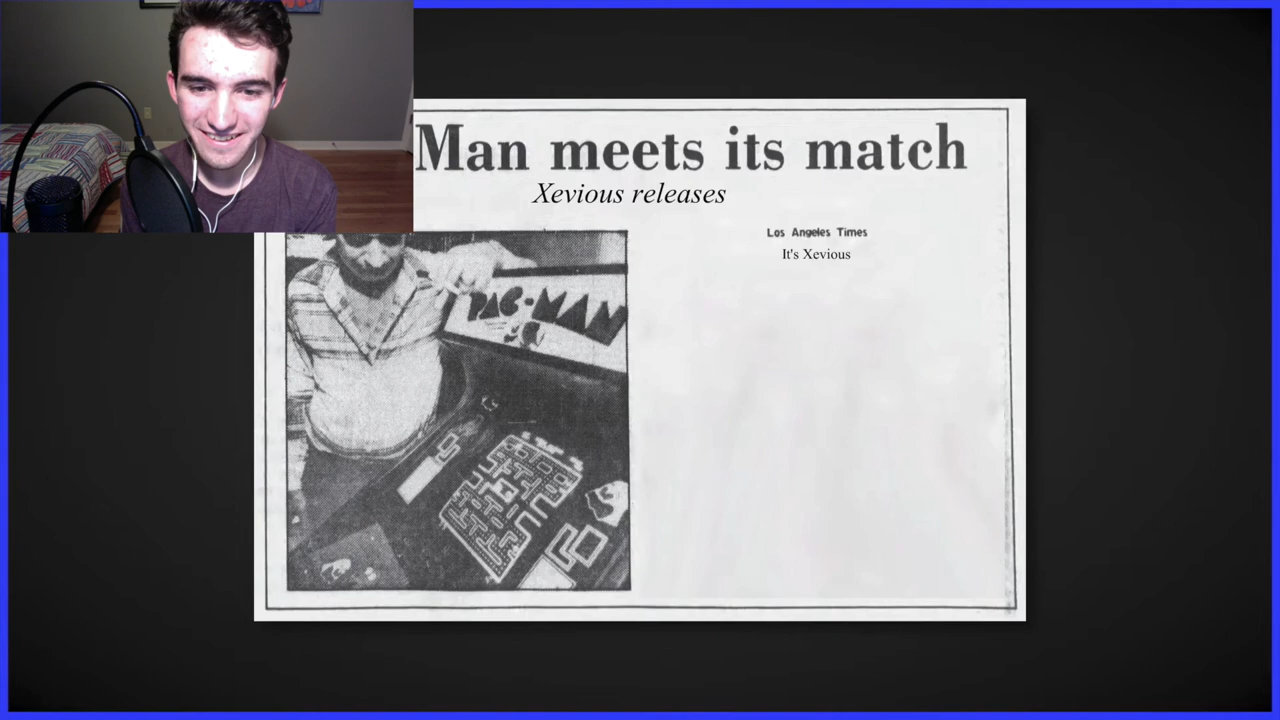 Man meets its match
Xevious releases
Los Angeles Times
It's Xevious
PAC-MAN